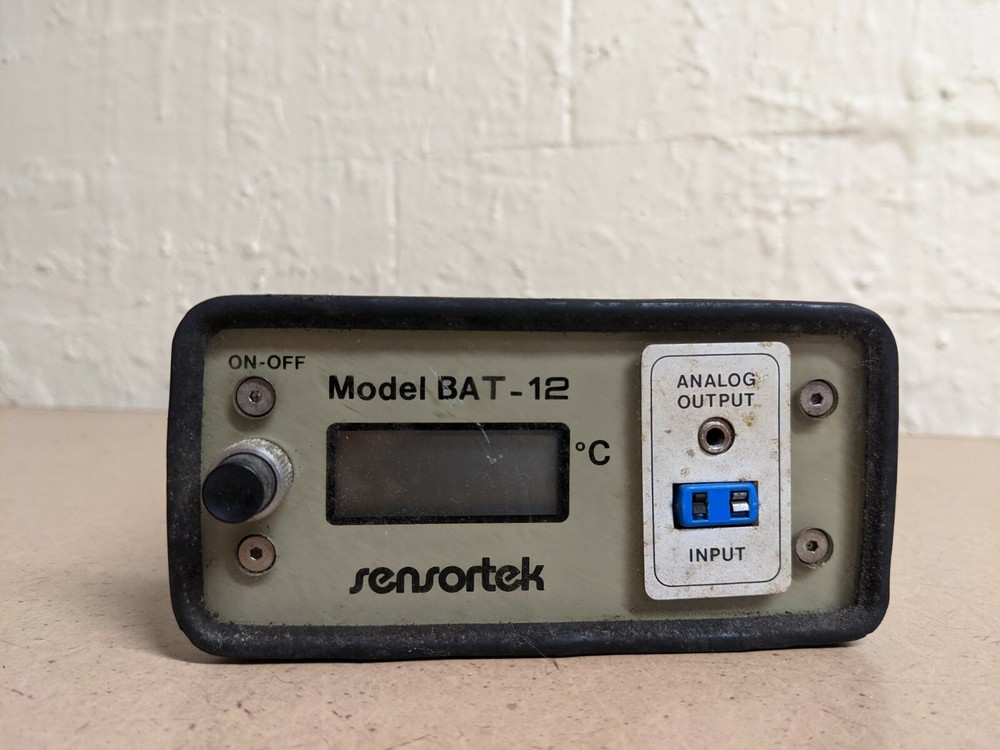 ON-OFF
Model BAT-12
°C
sensortek
ANALOG
OUTPUT
INPUT